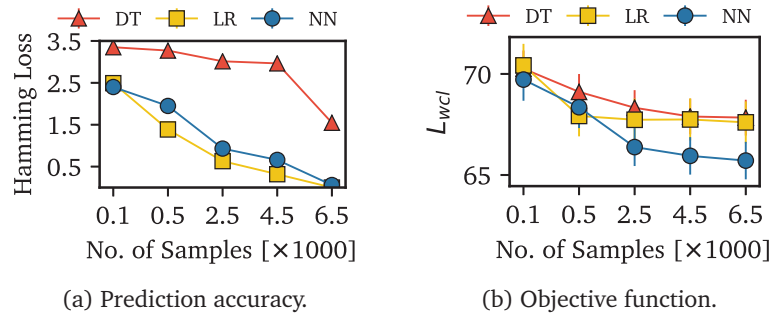 DT LR NN
Hamming Loss
3.5
2.5
1.5
0.5
0.1 0.5 2.5 4.5 6.5
No. of Samples [×1000]
(a) Prediction accuracy.
DT LR NN
L_wcl
70
65
0.1 0.5 2.5 4.5 6.5
No. of Samples [×1000]
(b) Objective function.